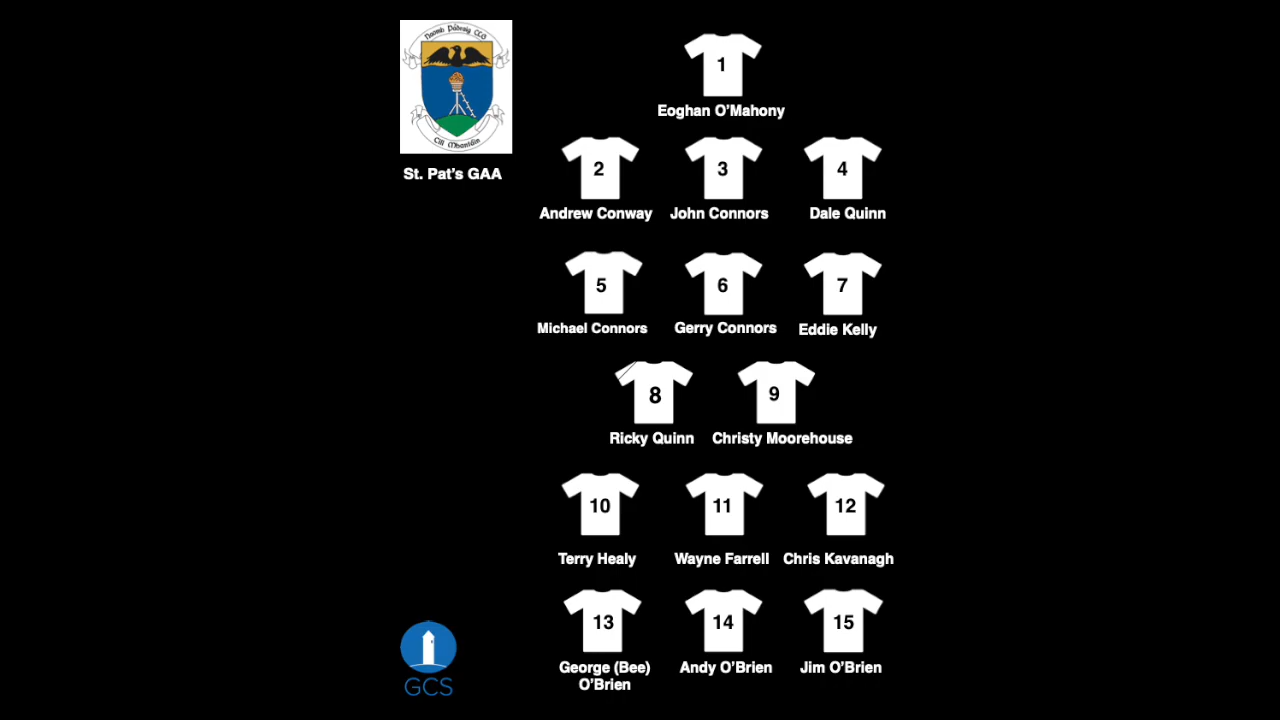 Naomh Pádraig CLG
Cill Mhantáin
St. Pat's GAA
1
Eoghan O'Mahony
2 3 4
Andrew Conway John Connors Dale Quinn
5 6 7
Michael Connors Gerry Connors Eddie Kelly
8 9
Ricky Quinn Christy Moorehouse
10 11 12
Terry Healy Wayne Farrell Chris Kavanagh
13 14 15
George (Bee) Andy O'Brien Jim O'Brien
O'Brien
GCS